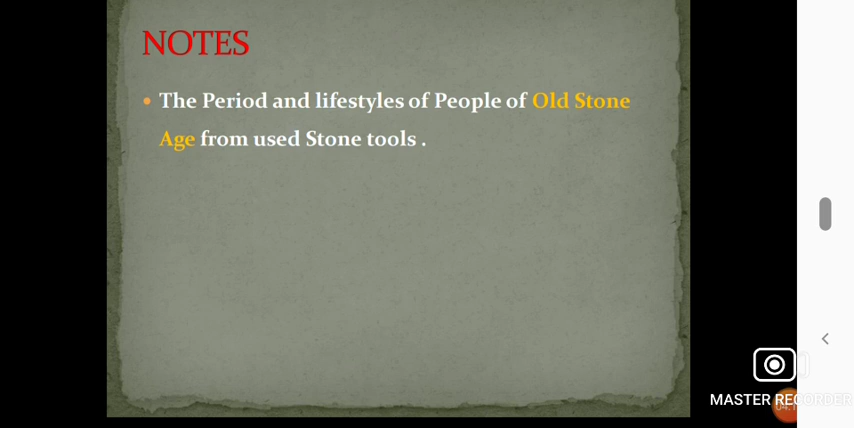 NOTES
• The Period and lifestyles of People of Old Stone
Age from used Stone tools .
MASTER RECORDER